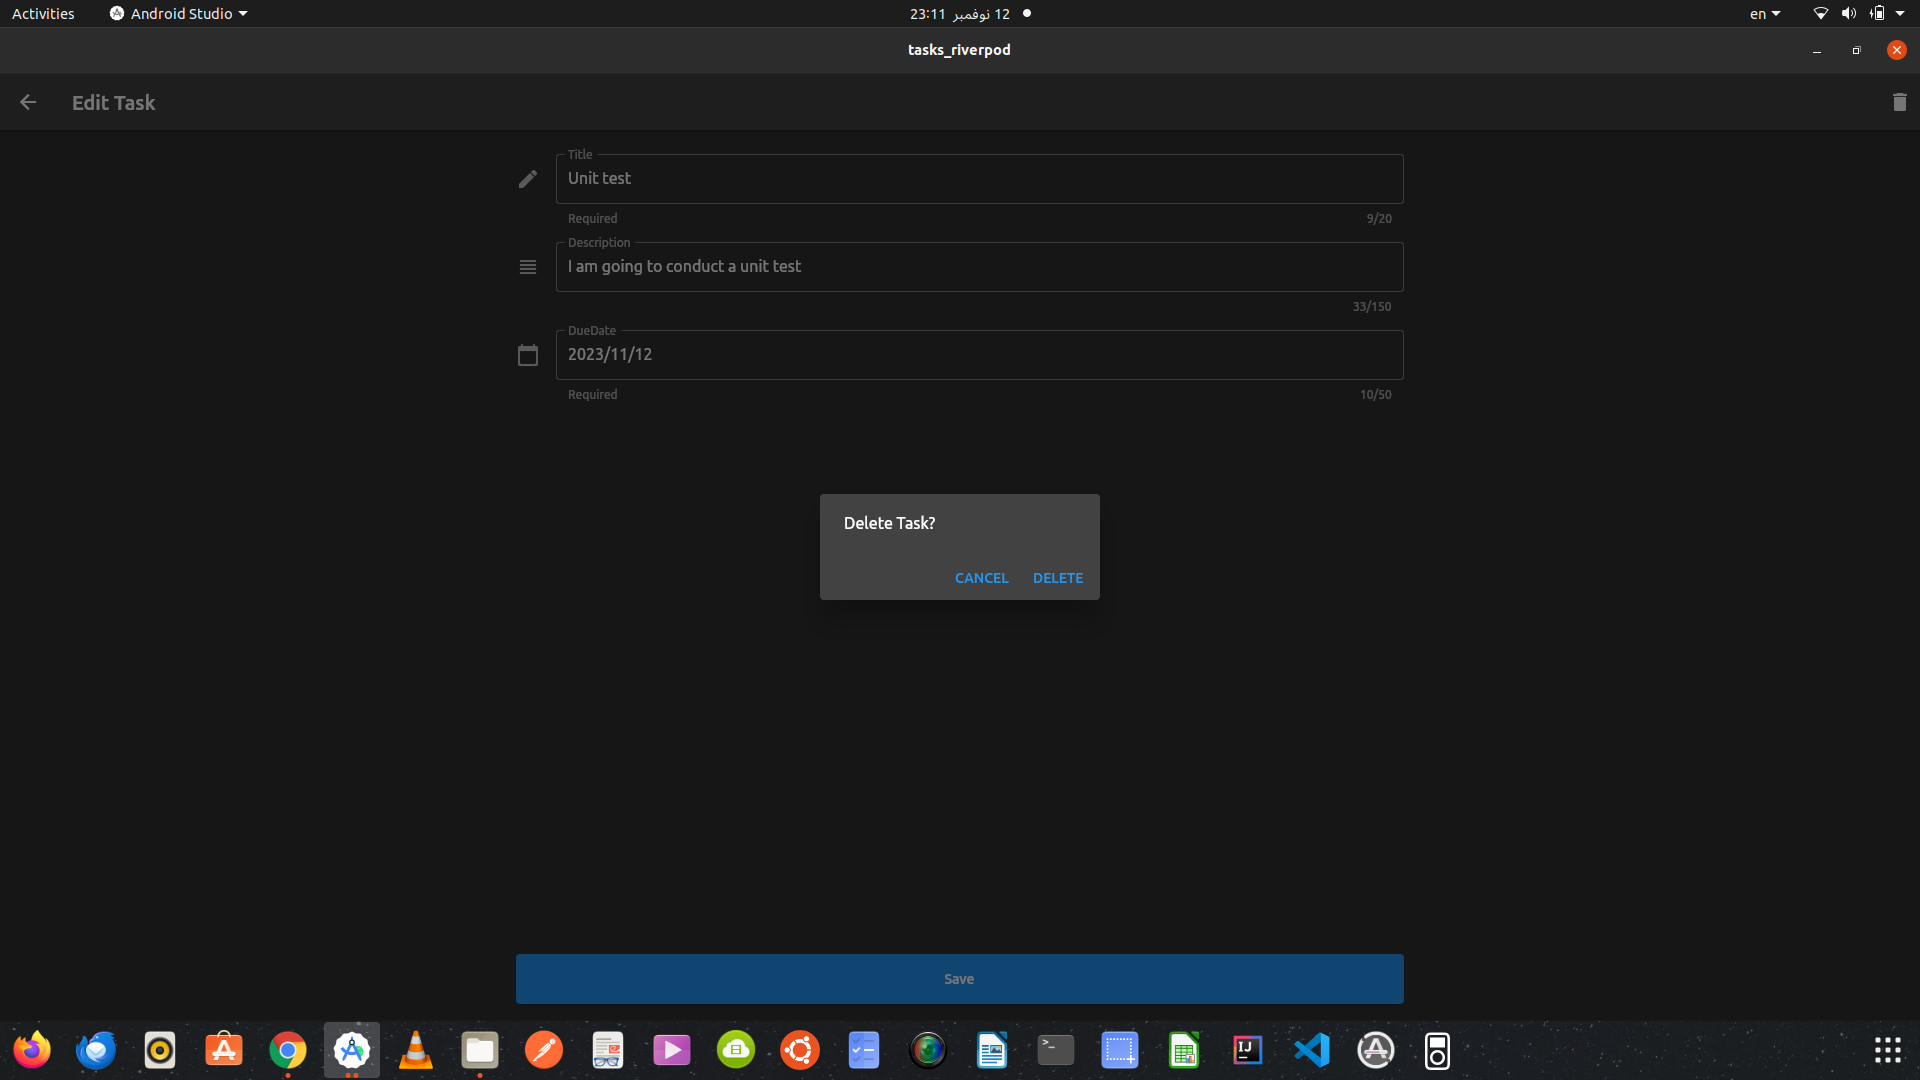 Activities
Android Studio
12 نوفمبر 23:11
en
tasks_riverpod
Edit Task
Title
Unit test
Required
9/20
Description
I am going to conduct a unit test
33/150
DueDate
2023/11/12
Required
10/50
Delete Task?
CANCEL
DELETE
Save
IJ